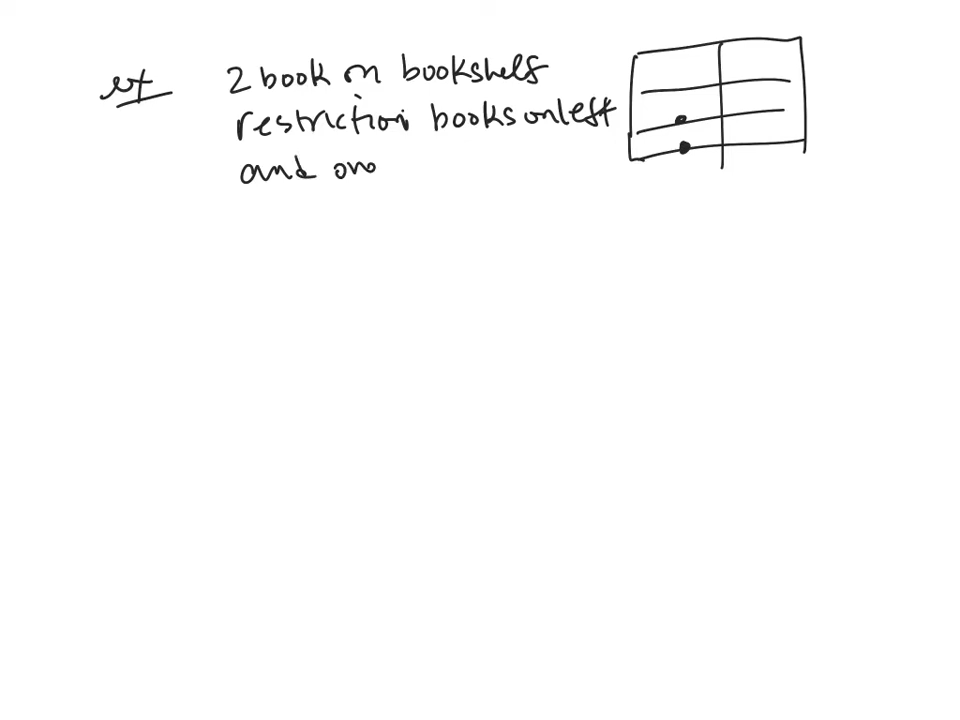 ex 2 book on bookshelf
restriction books on left
and on